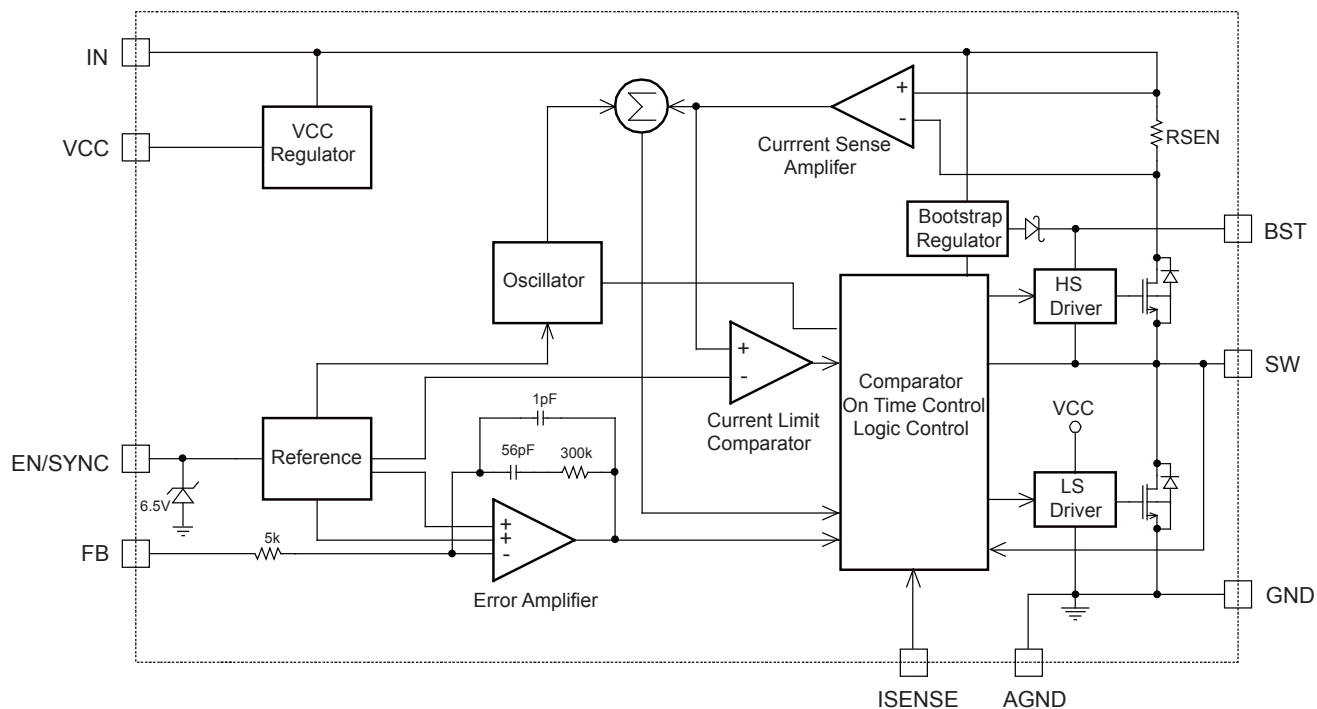 IN
VCC
VCC
Regulator
Σ
+
-
Currrent Sense
Amplifer
RSEN
Bootstrap
Regulator
BST
Oscillator
HS
Driver
+
-
Current Limit
Comparator
Comparator
On Time Control
Logic Control
SW
VCC
1pF
56pF
300k
EN/SYNC
Reference
6.5V
LS
Driver
FB
5k
+
+
-
Error Amplifier
GND
ISENSE
AGND